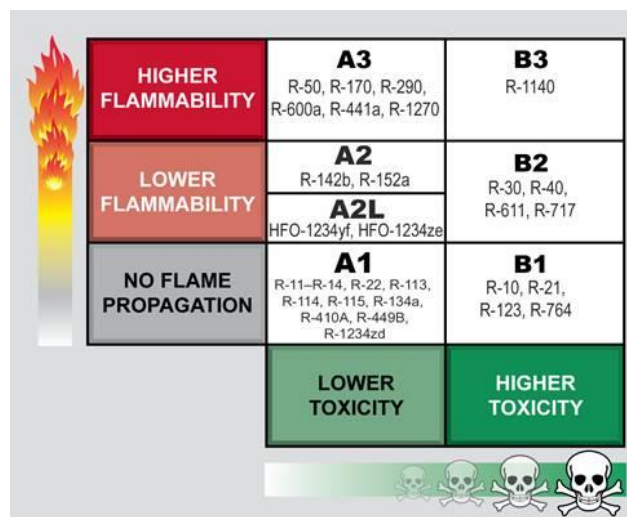 HIGHER
FLAMMABILITY
A3
R-50, R-170, R-290,
R-600a, R-441a, R-1270
B3
R-1140
LOWER
FLAMMABILITY
A2
R-142b, R-152a
A2L
HFO-1234yf, HFO-1234ze
B2
R-30, R-40,
R-611, R-717
NO FLAME
PROPAGATION
A1
R-11–R-14, R-22, R-113,
R-114, R-115, R-134a,
R-410A, R-449B,
R-1234zd
B1
R-10, R-21,
R-123, R-764
LOWER
TOXICITY
HIGHER
TOXICITY